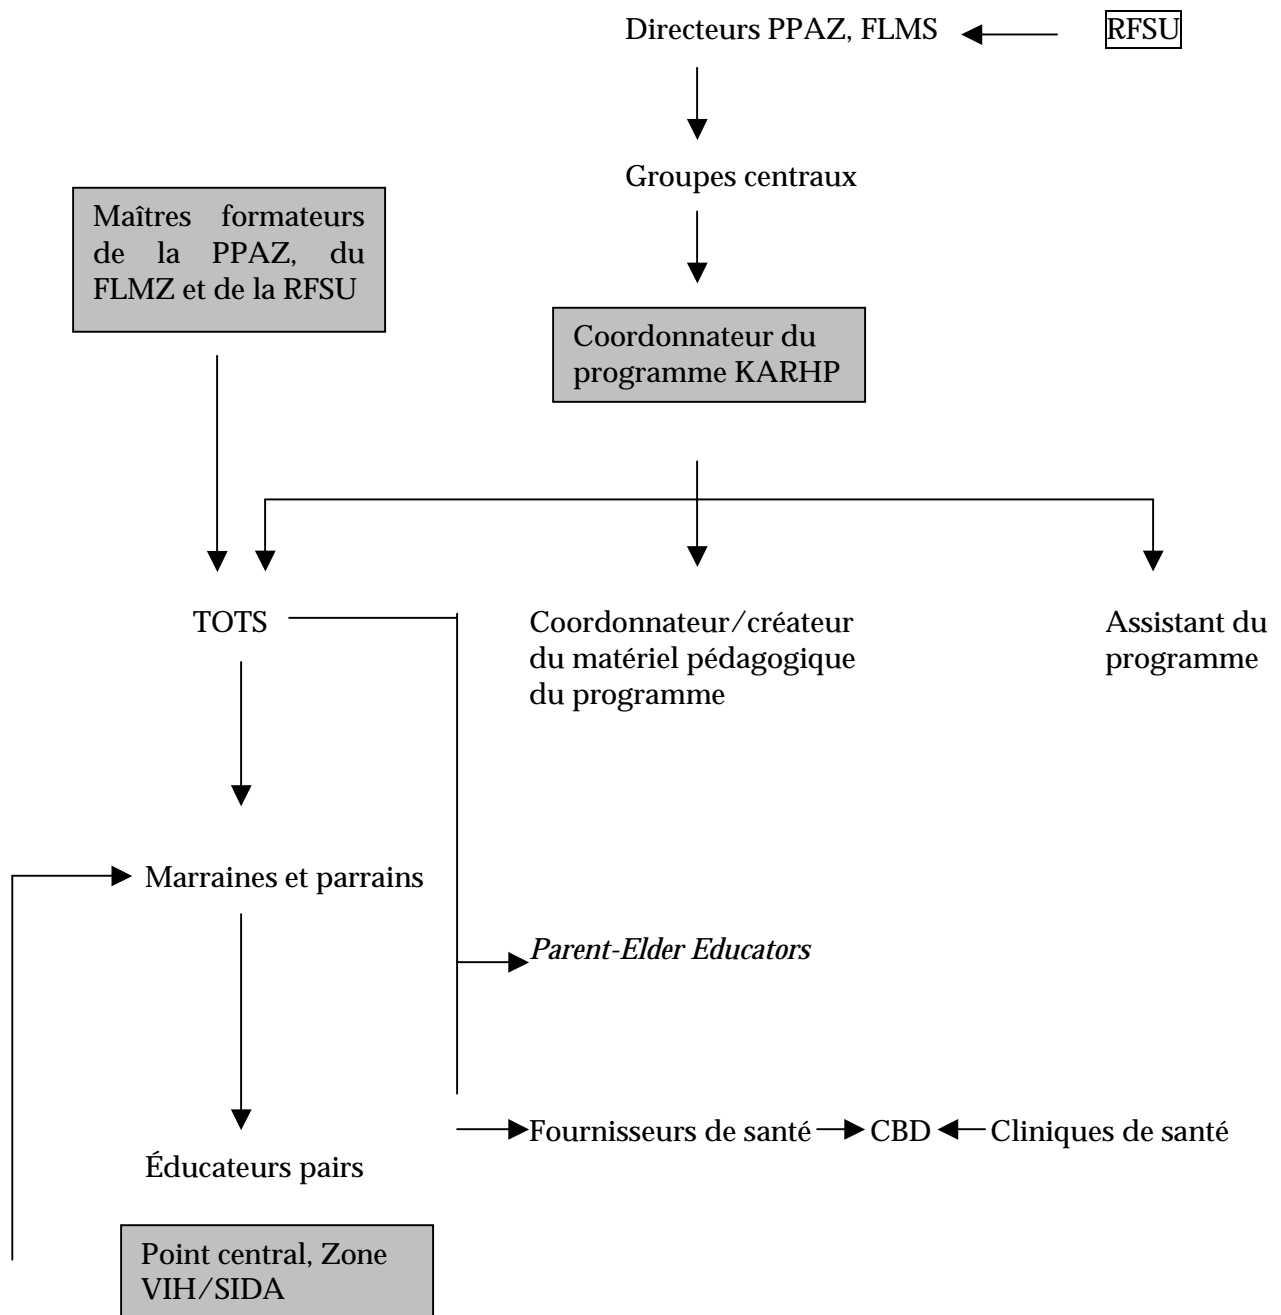 Directeurs PPAZ, FLMS
RFSU
Groupes centraux
Maîtres formateurs
de la PPAZ, du
FLMZ et de la RFSU
Coordonnateur du
programme KARHP
TOTS
Coordonnateur/créateur
du matériel pédagogique
du programme
Assistant du
programme
Marraines et parrains
Parent-Elder Educators
Fournisseurs de santé
CBD
Cliniques de santé
Éducateurs pairs
Point central, Zone
VIH/SIDA